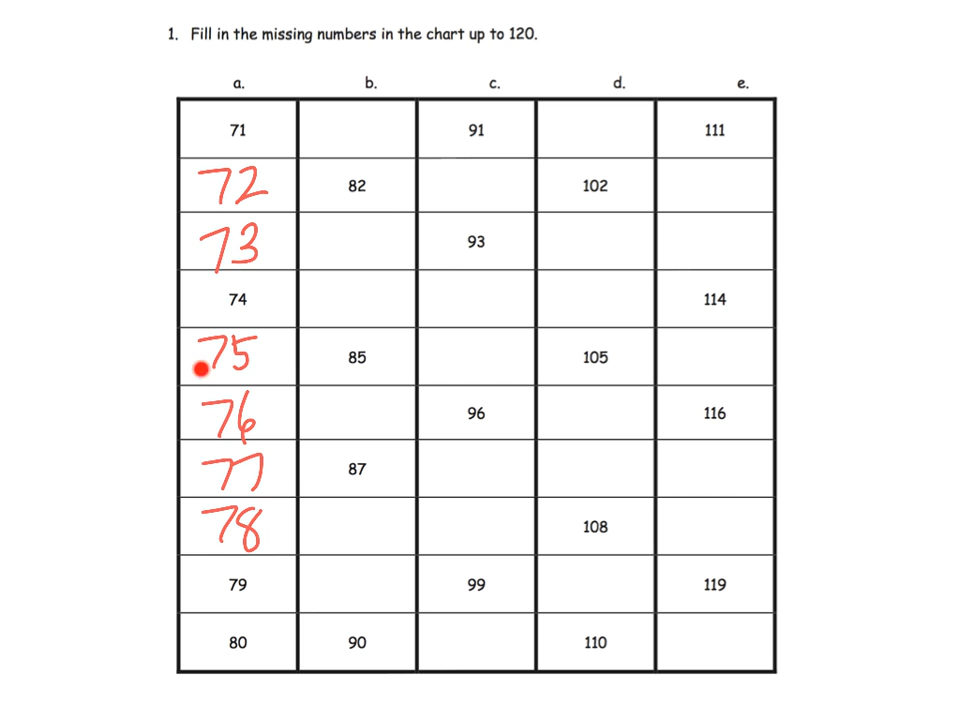 1. Fill in the missing numbers in the chart up to 120.
a. b. c. d. e.
71 91 111
72 82 102
73 93
74 114
75 85 105
76 96 116
77 87
78 108
79 99 119
80 90 110